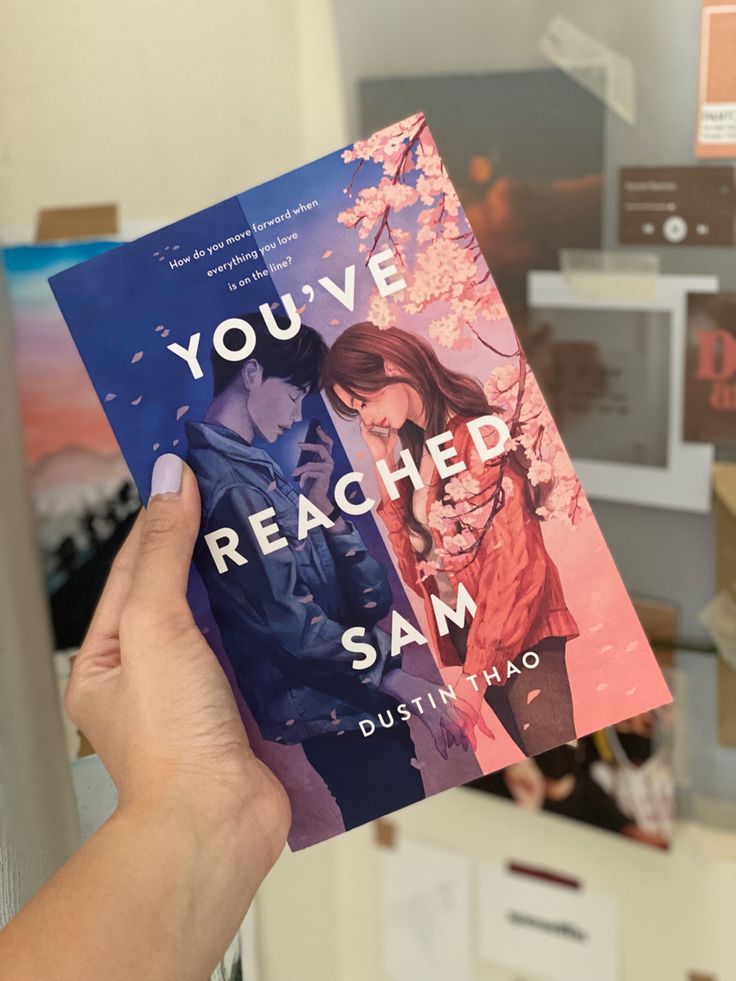 How do you move forward when
everything you love
is on the line?
YOU'VE
REACHED
SAM
DUSTIN THAO